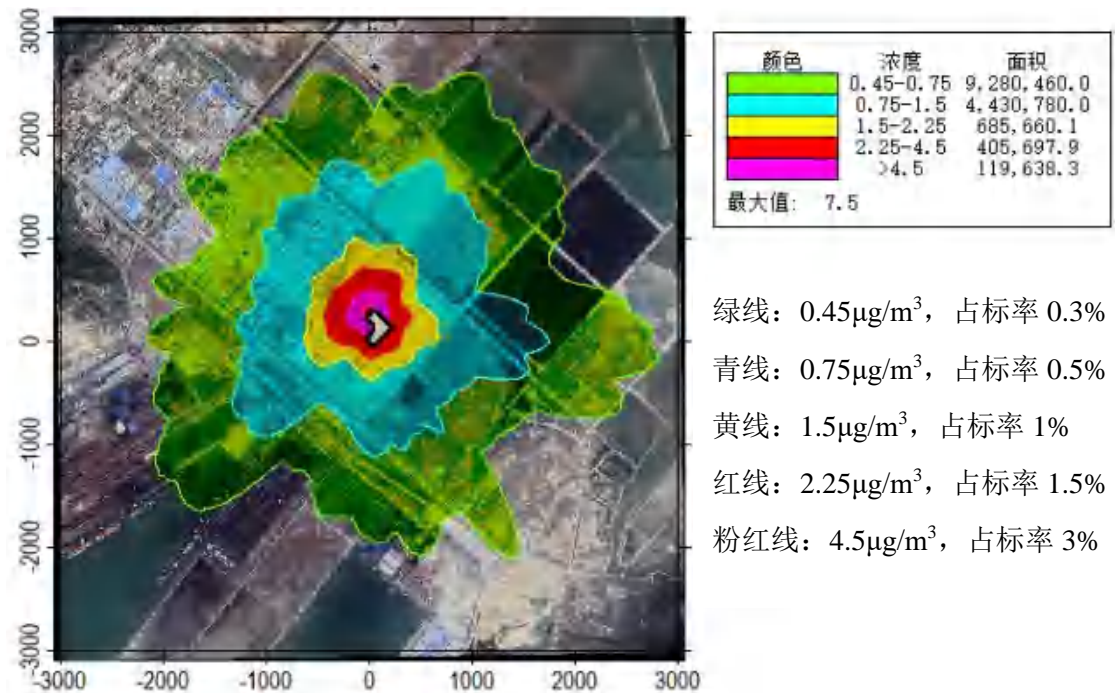 3000
2000
1000
0
-1000
-2000
-3000
-3000 -2000 -1000 0 1000 2000 3000
颜色 浓度 面积
0.45-0.75 9,280,460.0
0.75-1.5 4,430,780.0
1.5-2.25 685,660.1
2.25-4.5 405,697.9
>4.5 119,638.3
最大值: 7.5
绿线：0.45μg/m³，占标率 0.3%
青线：0.75μg/m³，占标率 0.5%
黄线：1.5μg/m³，占标率 1%
红线：2.25μg/m³，占标率 1.5%
粉红线：4.5μg/m³，占标率 3%